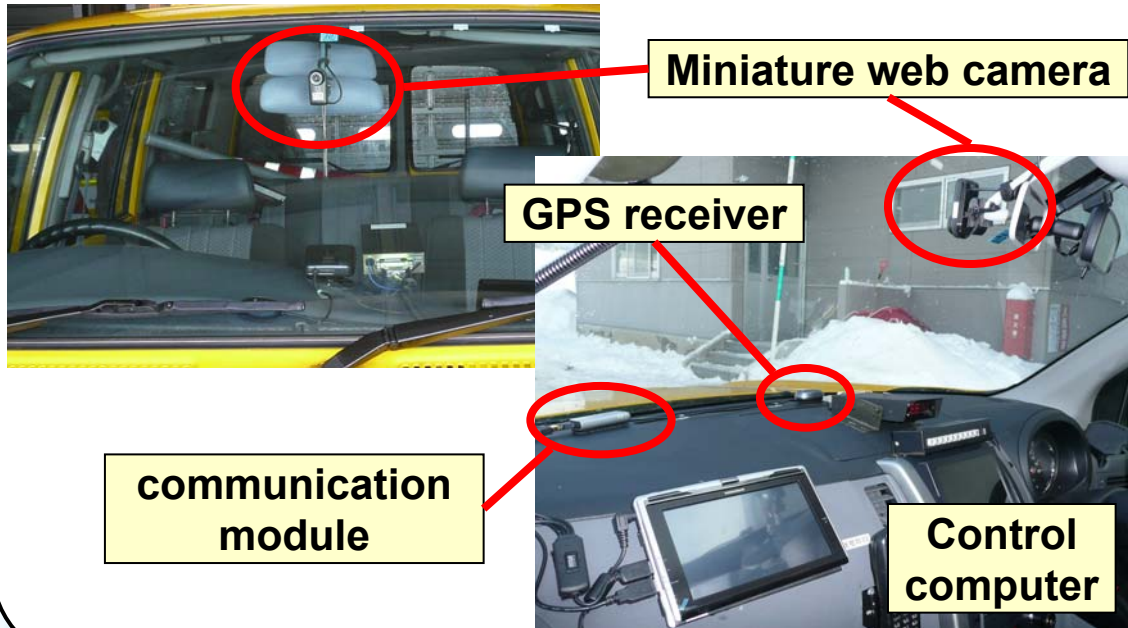 Miniature web camera
GPS receiver
communication
module
Control
computer